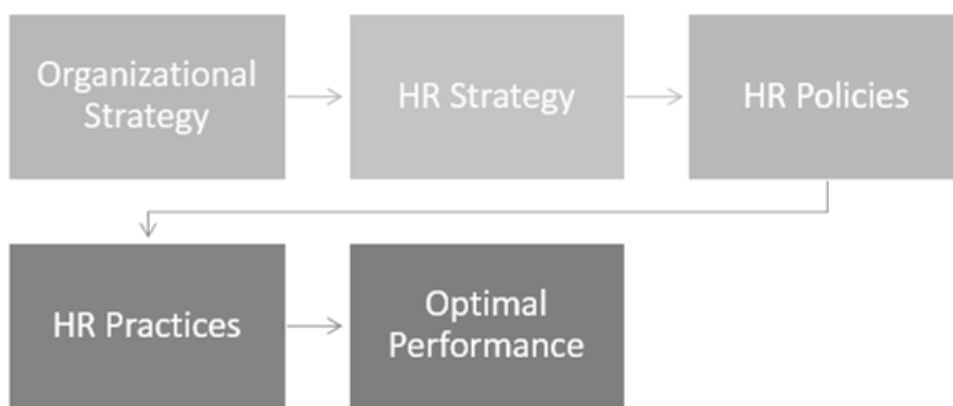 Organizational
Strategy
HR Strategy
HR Policies
HR Practices
Optimal
Performance